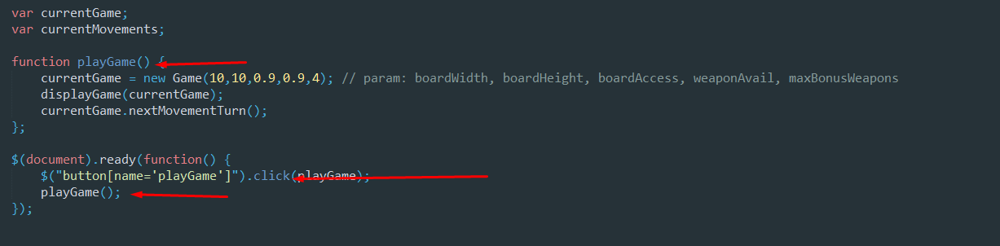 var currentGame;
var currentMovements;
function playGame() {
    currentGame = new Game(10,10,0.9,0.9,4); // param: boardWidth, boardHeight, boardAccess, weaponAvail, maxBonusWeapons
    displayGame(currentGame);
    currentGame.nextMovementTurn();
};
$(document).ready(function() {
    $("button[name='playGame']").click(playGame);
    playGame();
});